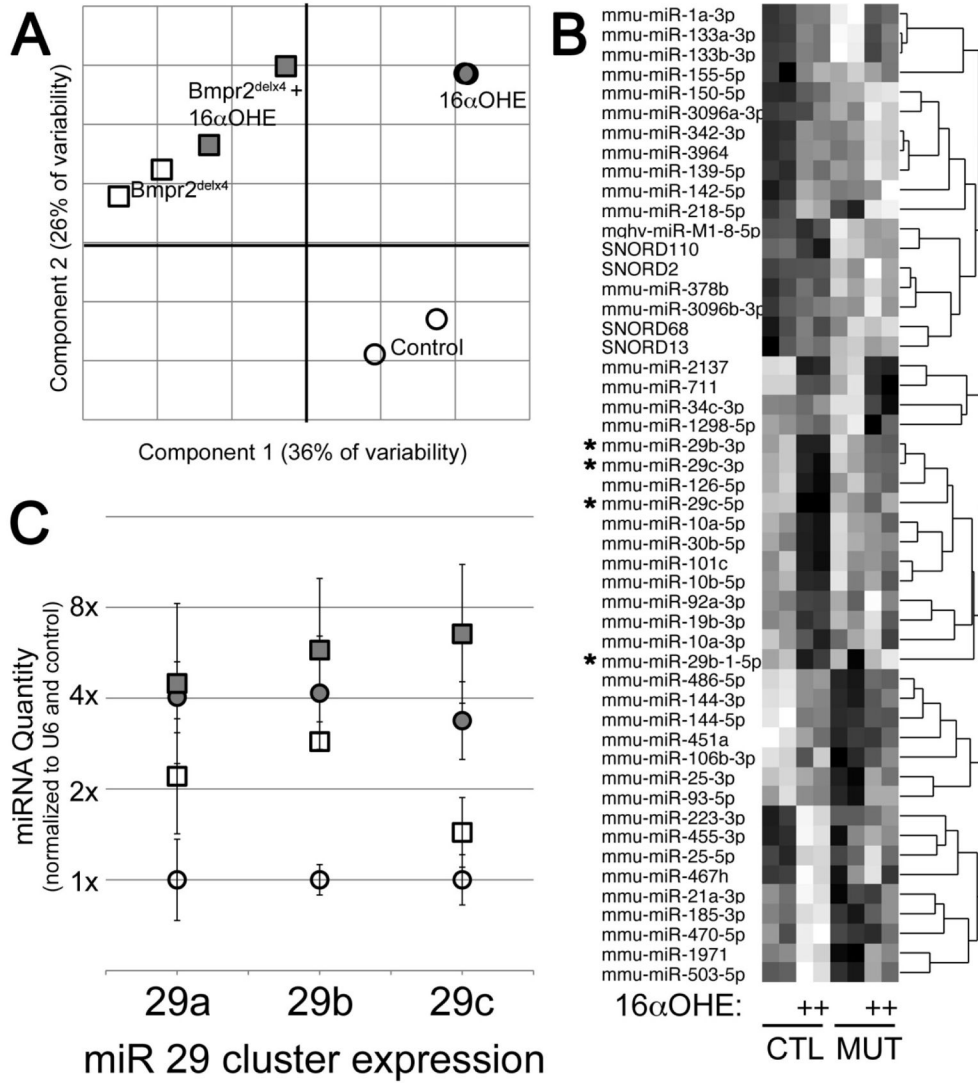 A
Bmpr2delx4 +
16αOHE
16αOHE
Bmpr2delx4
Control
Component 2 (26% of variability)
Component 1 (36% of variability)
B
mmu-miR-1a-3p
mmu-miR-133a-3p
mmu-miR-133b-3p
mmu-miR-155-5p
mmu-miR-150-5p
mmu-miR-3096a-3p
mmu-miR-342-3p
mmu-miR-3964
mmu-miR-139-5p
mmu-miR-142-5p
mmu-miR-218-5p
mghv-miR-M1-8-5p
SNORD110
SNORD2
mmu-miR-378b
mmu-miR-3096b-3p
SNORD68
SNORD13
mmu-miR-2137
mmu-miR-711
mmu-miR-34c-3p
mmu-miR-1298-5p
* mmu-miR-29b-3p
* mmu-miR-29c-3p
mmu-miR-126-5p
* mmu-miR-29c-5p
mmu-miR-10a-5p
mmu-miR-30b-5p
mmu-miR-101c
mmu-miR-10b-5p
mmu-miR-92a-3p
mmu-miR-19b-3p
mmu-miR-10a-3p
* mmu-miR-29b-1-5p
mmu-miR-486-5p
mmu-miR-144-3p
mmu-miR-144-5p
mmu-miR-451a
mmu-miR-106b-3p
mmu-miR-25-3p
mmu-miR-93-5p
mmu-miR-223-3p
mmu-miR-455-3p
mmu-miR-25-5p
mmu-miR-467h
mmu-miR-21a-3p
mmu-miR-185-3p
mmu-miR-470-5p
mmu-miR-1971
mmu-miR-503-5p
16αOHE: ++ ++
CTL MUT
C
miRNA Quantity
(normalized to U6 and control)
8x
4x
2x
1x
29a 29b 29c
miR 29 cluster expression